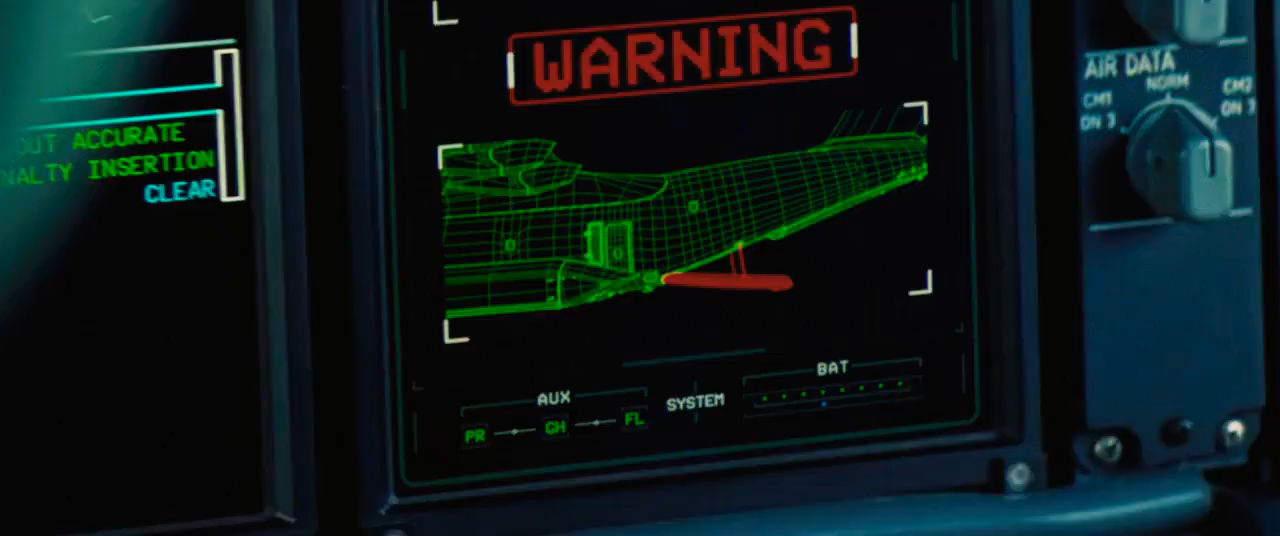 WARNING
OUT ACCURATE
NALTY INSERTION
CLEAR
AIR DATA
NORM
CM1
ON 3
CM2
ON 3
AUX
SYSTEM
BAT
PR
GH
FL